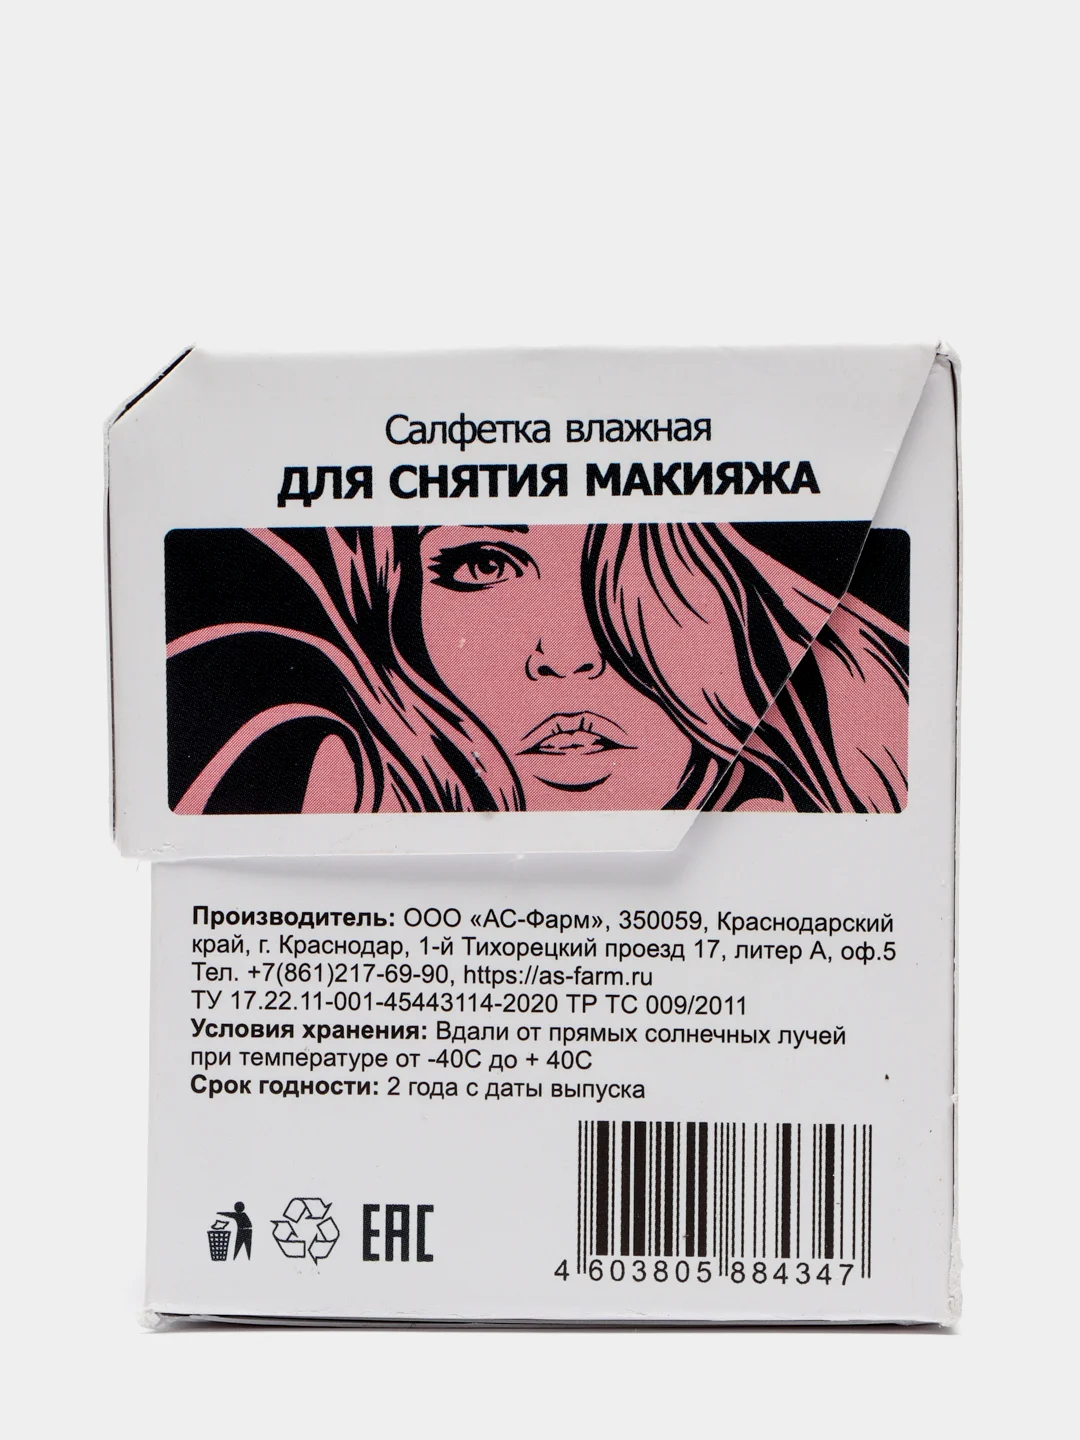 Салфетка влажная
ДЛЯ СНЯТИЯ МАКИЯЖА
Производитель: ООО «АС-Фарм», 350059, Краснодарский
край, г. Краснодар, 1-й Тихорецкий проезд 17, литер А, оф.5
Тел. +7(861)217-69-90, https://as-farm.ru
ТУ 17.22.11-001-45443114-2020 ТР ТС 009/2011
Условия хранения: Вдали от прямых солнечных лучей
при температуре от -40С до + 40С
Срок годности: 2 года с даты выпуска
EAC
4 603805 884347